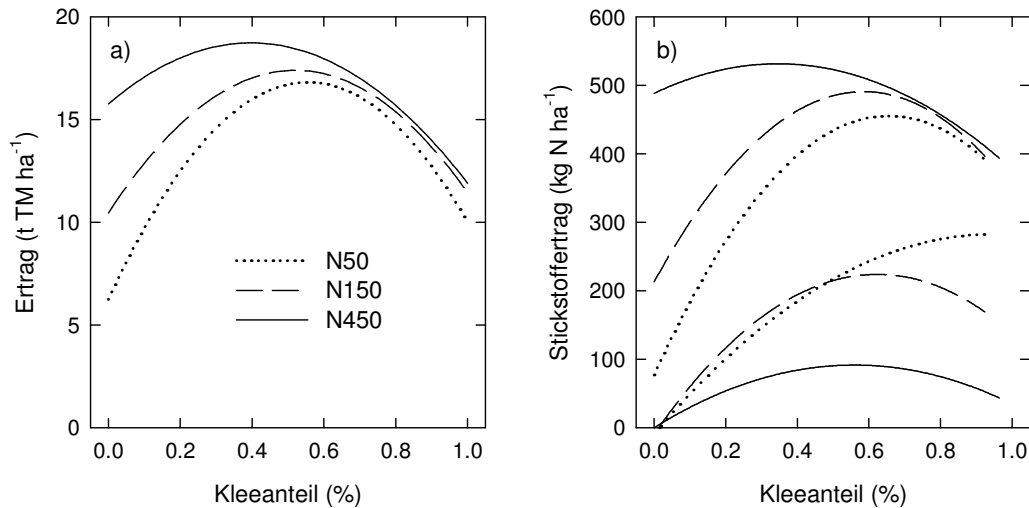 a)
Ertrag (t TM ha⁻¹)
20
15
10
5
0
N50
N150
N450
0.0 0.2 0.4 0.6 0.8 1.0
Kleeanteil (%)
b)
Stickstoffertrag (kg N ha⁻¹)
600
500
400
300
200
100
0
0.0 0.2 0.4 0.6 0.8 1.0
Kleeanteil (%)